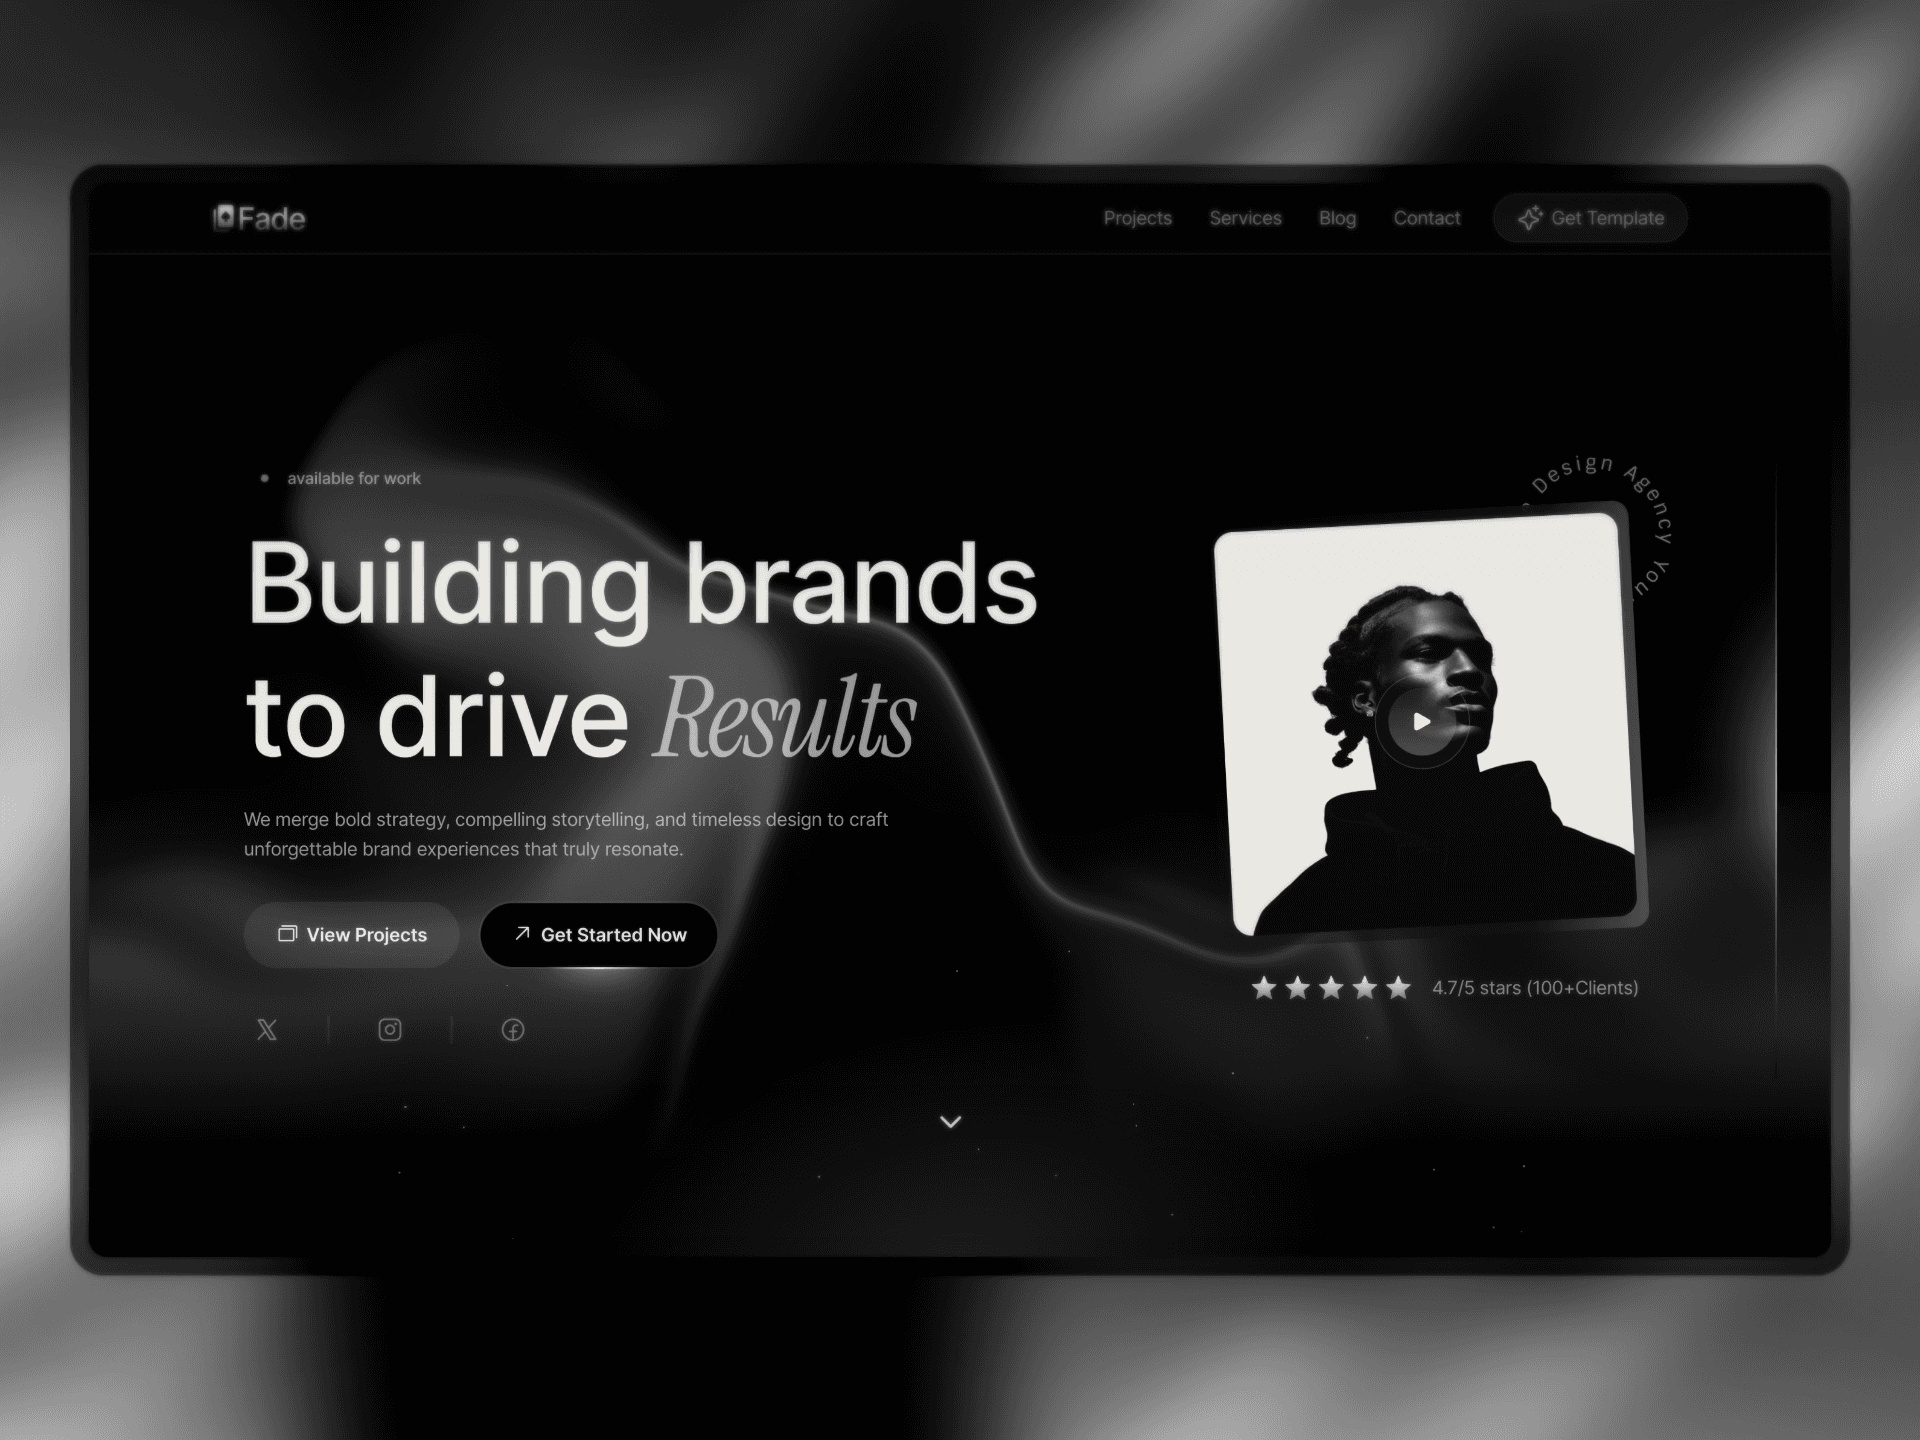 Fade
Projects
Services
Blog
Contact
Get Template
available for work
Building brands
to drive Results
We merge bold strategy, compelling storytelling, and timeless design to craft
unforgettable brand experiences that truly resonate.
View Projects
Get Started Now
Design Agency You
4.7/5 stars (100+Clients)